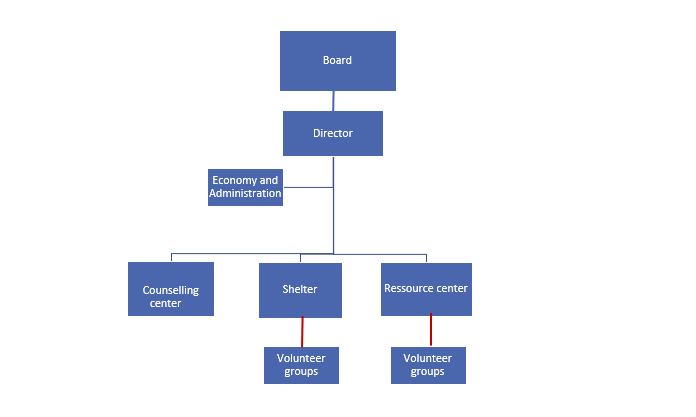 Board
Director
Economy and
Administration
Counselling
center
Shelter
Ressource center
Volunteer
groups
Volunteer
groups